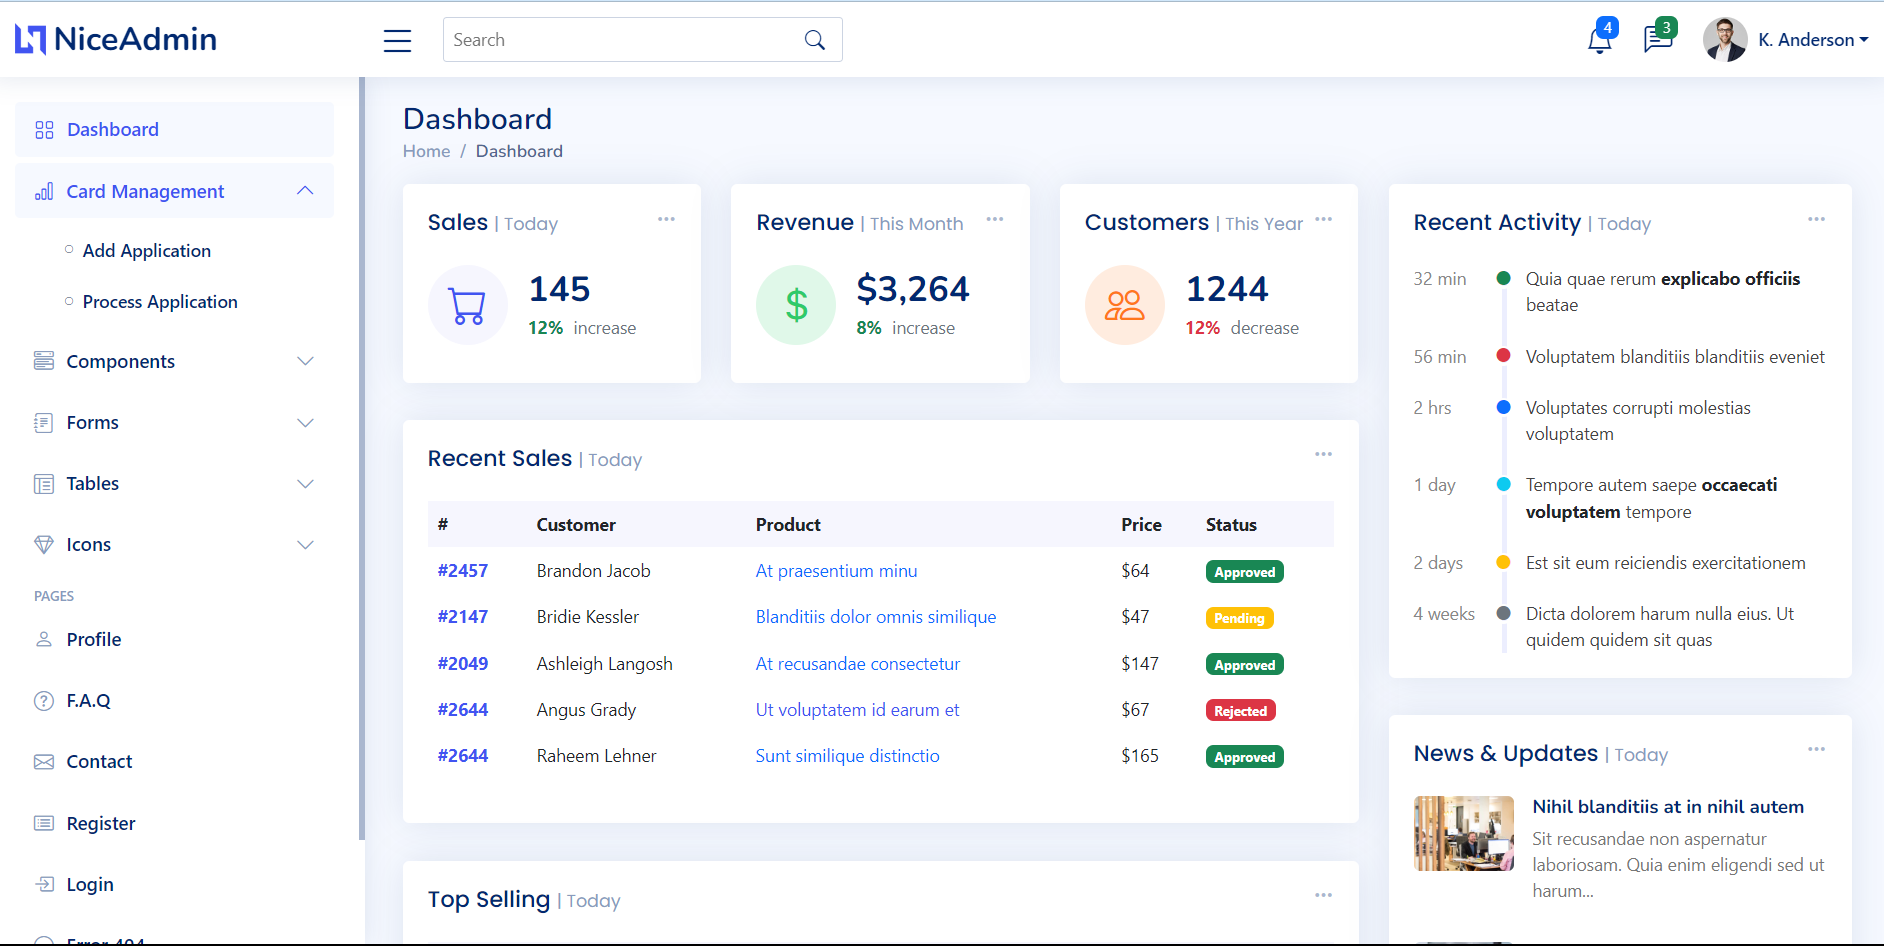 NiceAdmin
Search
4
3
K. Anderson
Dashboard
Card Management
Add Application
Process Application
Components
Forms
Tables
Icons
PAGES
Profile
F.A.Q
Contact
Register
Login
Error 404
Dashboard
Home / Dashboard
Sales | Today
145
12% increase
Revenue | This Month
$
$3,264
8% increase
Customers | This Year
1244
12% decrease
Recent Sales | Today
# Customer Product Price Status
#2457 Brandon Jacob At praesentium minu $64 Approved
#2147 Bridie Kessler Blanditiis dolor omnis similique $47 Pending
#2049 Ashleigh Langosh At recusandae consectetur $147 Approved
#2644 Angus Grady Ut voluptatem id earum et $67 Rejected
#2644 Raheem Lehner Sunt similique distinctio $165 Approved
Top Selling | Today
Recent Activity | Today
32 min Quia quae rerum explicabo officiis
beatae
56 min Voluptatem blanditiis blanditiis eveniet
2 hrs Voluptates corrupti molestias
voluptatem
1 day Tempore autem saepe occaecati
voluptatem tempore
2 days Est sit eum reiciendis exercitationem
4 weeks Dicta dolorem harum nulla eius. Ut
quidem quidem sit quas
News & Updates | Today
Nihil blanditiis at in nihil autem
Sit recusandae non aspernatur
laboriosam. Quia enim eligendi sed ut
harum...